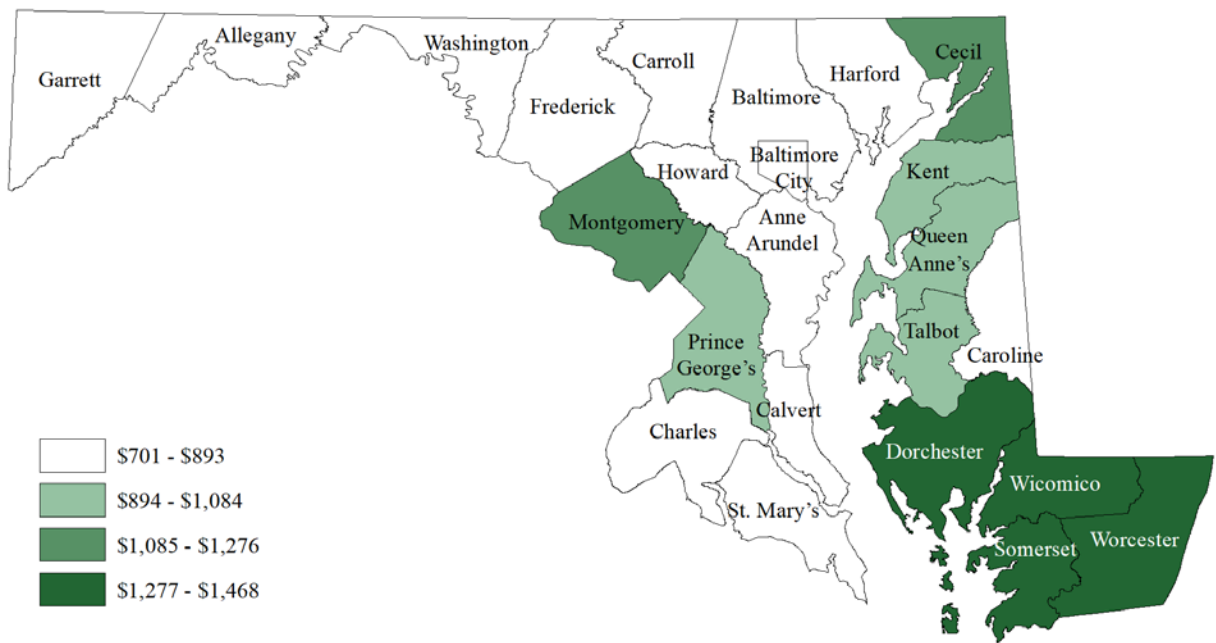 Garrett
Allegany
Washington
Frederick
Carroll
Baltimore
Harford
Cecil
Baltimore
City
Howard
Montgomery
Anne
Arundel
Kent
Queen
Anne's
Talbot
Caroline
Prince
George's
Calvert
Charles
St. Mary's
Dorchester
Wicomico
Somerset
Worcester
$701 - $893
$894 - $1,084
$1,085 - $1,276
$1,277 - $1,468